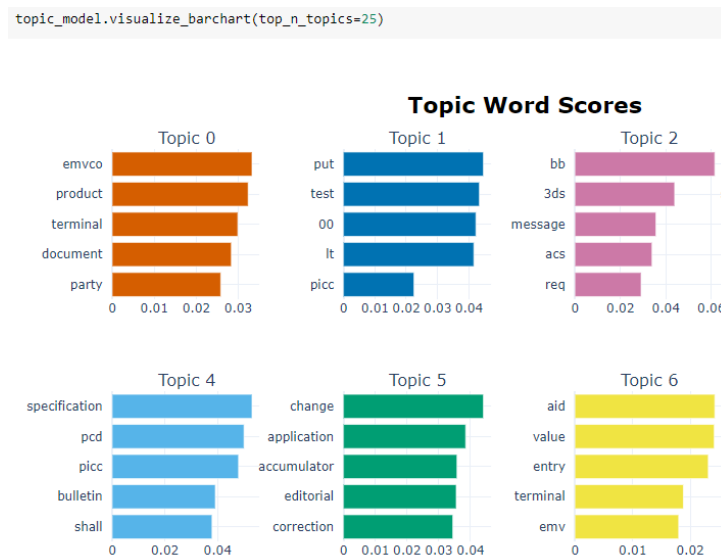 topic_model.visualize_barchart(top_n_topics=25)
Topic Word Scores
Topic 0
emvco
product
terminal
document
party
0 0.01 0.02 0.03
Topic 1
put
test
00
lt
picc
0 0.01 0.02 0.03 0.04
Topic 2
bb
3ds
message
acs
req
0 0.02 0.04 0.06
Topic 4
specification
pcd
picc
bulletin
shall
0 0.02 0.04
Topic 5
change
application
accumulator
editorial
correction
0 0.01 0.02 0.03 0.04
Topic 6
aid
value
entry
terminal
emv
0 0.01 0.02